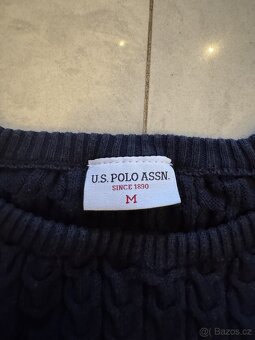 U.S. POLO ASSN.
SINCE 1890
M
Bazos.cz